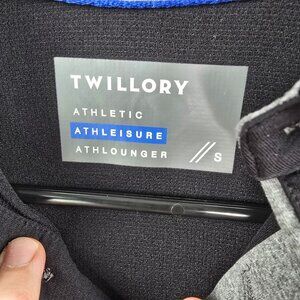 TWILLORY
ATHLETIC
ATHLEISURE
ATHLOUNGER // S